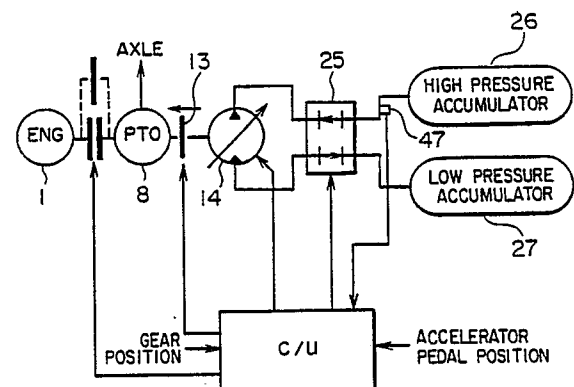 26
AXLE
13
25
HIGH PRESSURE
ACCUMULATOR
ENG
PTO
47
1
8
14
LOW PRESSURE
ACCUMULATOR
27
GEAR
POSITION
C/U
ACCELERATOR
PEDAL POSITION